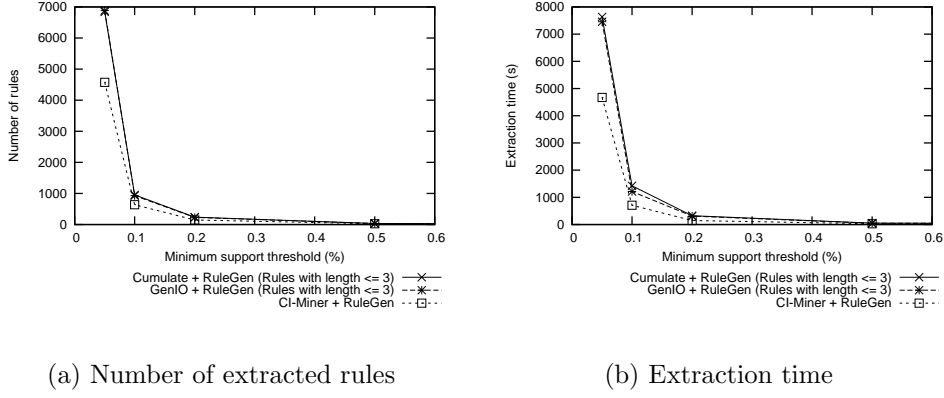 7000
6000
5000
4000
3000
2000
1000
0
Number of rules
0 0.1 0.2 0.3 0.4 0.5 0.6
Minimum support threshold (%)
Cumulate + RuleGen (Rules with length <= 3)
GenIO + RuleGen (Rules with length <= 3)
CI-Miner + RuleGen
(a) Number of extracted rules
8000
7000
6000
5000
4000
3000
2000
1000
0
Extraction time (s)
0 0.1 0.2 0.3 0.4 0.5 0.6
Minimum support threshold (%)
Cumulate + RuleGen (Rules with length <= 3)
GenIO + RuleGen (Rules with length <= 3)
CI-Miner + RuleGen
(b) Extraction time